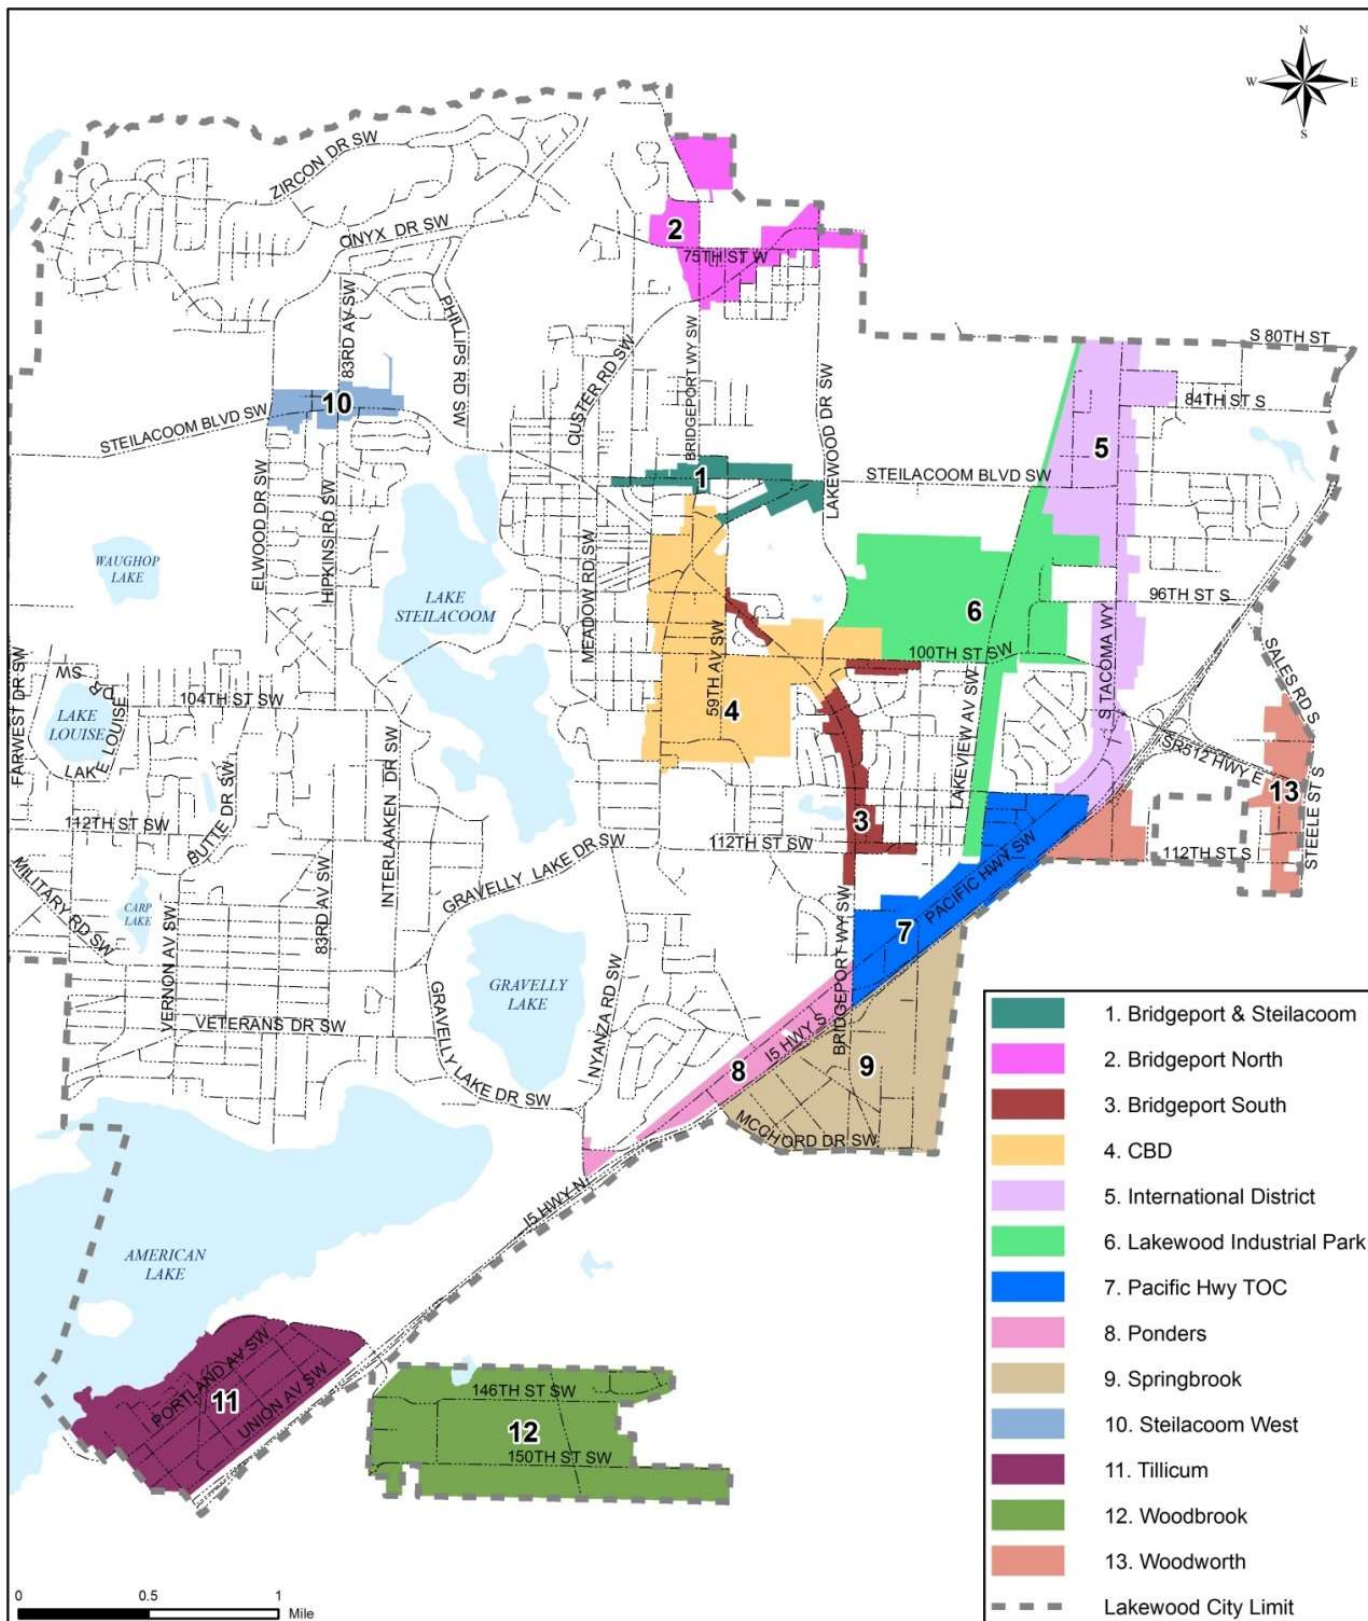 N
W E
S
ZIRCON DR SW
ONYX DR SW
2
75TH ST W
83RD AV SW
PHILLIPS RD SW
CUSTER RD SW
BRIDGEPORT WY SW
LAKEWOOD DR SW
S 80TH ST
84TH ST S
10
STEILACOOM BLVD SW
5
1
STEILACOOM BLVD SW
ELWOOD DR SW
HIPKINS RD SW
WAUGHOP
LAKE
LAKE
STEILACOOM
MEADOW RD SW
6
96TH ST S
100TH ST SW
FARWEST DR SW
LAKE LOUISE DR SW
LAKE
LOUISE
104TH ST SW
59TH AV SW
4
S TACOMA WY
SALES RD S
SR512 HWY E
LAKEVIEW AV SW
INTERLAAKEN DR SW
BUTTE DR SW
112TH ST SW
3
112TH ST SW
13
STEELE ST S
112TH ST S
MILITARY RD SW
CARP
LAKE
VERNON AV SW
83RD AV SW
GRAVELLY LAKE DR SW
PACIFIC HWY SW
7
BRIDGEPORT WY SW
GRAVELLY
LAKE
NYANZA RD SW
VETERANS DR SW
GRAVELLY LAKE DR SW
I5 HWY S
8
9
MCCHORD DR SW
I5 HWY N
AMERICAN
LAKE
PORTLAND AV SW
11
UNION AV SW
146TH ST SW
12
150TH ST SW
1. Bridgeport & Steilacoom
2. Bridgeport North
3. Bridgeport South
4. CBD
5. International District
6. Lakewood Industrial Park
7. Pacific Hwy TOC
8. Ponders
9. Springbrook
10. Steilacoom West
11. Tillicum
12. Woodbrook
13. Woodworth
Lakewood City Limit
0 0.5 1
Mile